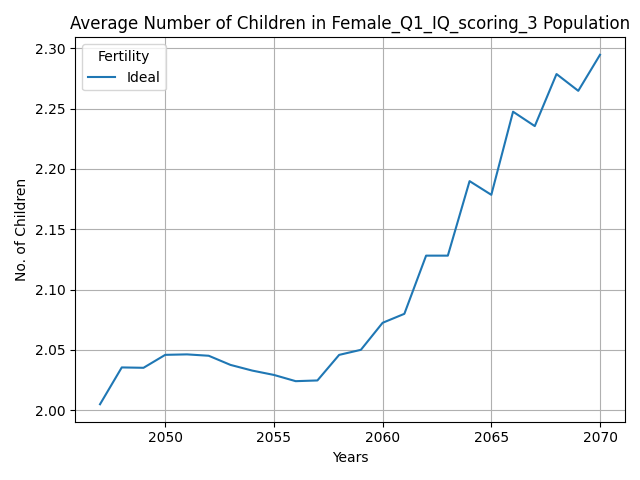 Average Number of Children in Female_Q1_IQ_scoring_3 Population
Fertility
Ideal
No. of Children
2.30
2.25
2.20
2.15
2.10
2.05
2.00
2050
2055
2060
2065
2070
Years